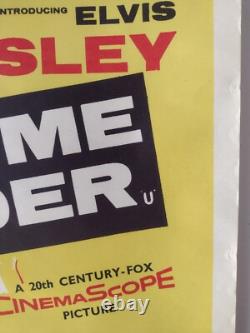 INTRODUCING ELVIS
SLEY
ME
DER "U"
A 20th CENTURY-FOX
CINEMASCOPE
PICTURE